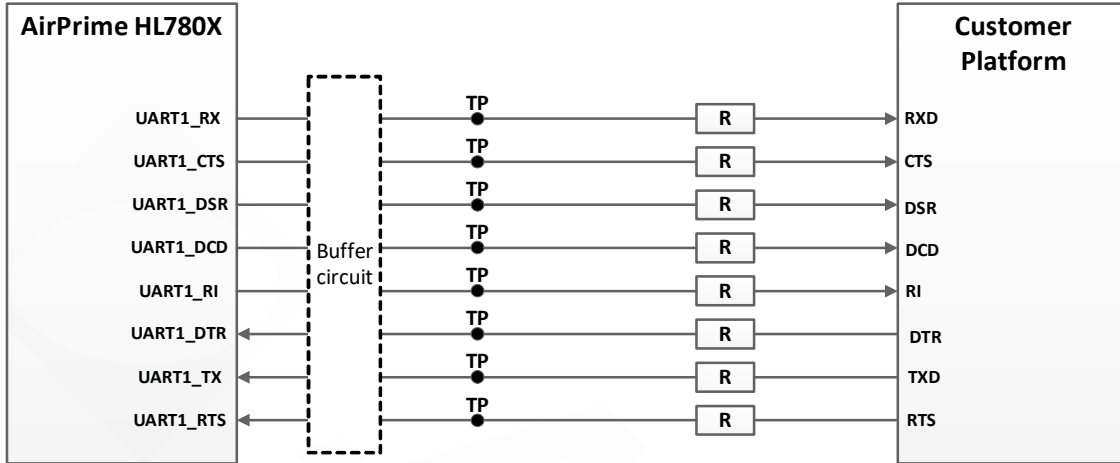 AirPrime HL780X
Customer
Platform
UART1_RX
TP
R
RXD
UART1_CTS
TP
R
CTS
UART1_DSR
TP
R
DSR
UART1_DCD
TP
R
DCD
Buffer
circuit
UART1_RI
TP
R
RI
UART1_DTR
TP
R
DTR
UART1_TX
TP
R
TXD
UART1_RTS
TP
R
RTS